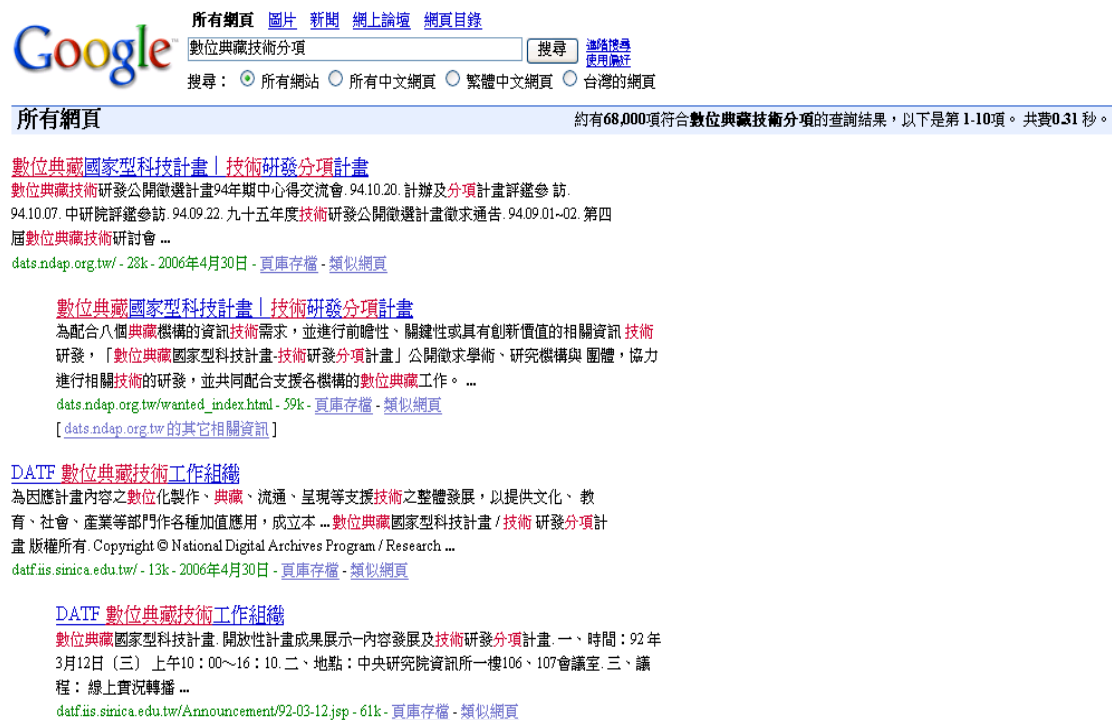 Google™
所有網頁 圖片 新聞 網上論壇 網頁目錄
數位典藏技術分項 搜尋 進階搜尋
使用偏好
搜尋： 所有網站 所有中文網頁 繁體中文網頁 台灣的網頁
所有網頁 約有68,000項符合數位典藏技術分項的查詢結果，以下是第 1-10項。 共費0.31 秒。
數位典藏國家型科技計畫｜技術研發分項計畫
數位典藏技術研發公開徵選計畫94年期中心得交流會. 94.10.20. 計辦及分項計畫評鑑參 訪.
94.10.07. 中研院評鑑參訪. 94.09.22. 九十五年度技術研發公開徵選計畫徵求通告. 94.09.01~02. 第四
屆數位典藏技術研討會 ...
dats.ndap.org.tw/ - 28k - 2006年4月30日 - 頁庫存檔 - 類似網頁
數位典藏國家型科技計畫｜技術研發分項計畫
為配合八個典藏機構的資訊技術需求，並進行前瞻性、關鍵性或具有創新價值的相關資訊 技術
研發，「數位典藏國家型科技計畫-技術研發分項計畫」公開徵求學術、研究機構與 團體，協力
進行相關技術的研發，並共同配合支援各機構的數位典藏工作。 ...
dats.ndap.org.tw/wanted_index.html - 59k - 頁庫存檔 - 類似網頁
[ dats.ndap.org.tw 的其它相關資訊 ]
DATF 數位典藏技術工作組織
為因應計畫內容之數位化製作、典藏、流通、呈現等支援技術之整體發展，以提供文化、 教
育、社會、產業等部門作各種加值應用，成立本 ... 數位典藏國家型科技計畫 / 技術 研發分項計
畫 版權所有. Copyright © National Digital Archives Program / Research ...
datf.iis.sinica.edu.tw/ - 13k - 2006年4月30日 - 頁庫存檔 - 類似網頁
DATF 數位典藏技術工作組織
數位典藏國家型科技計畫. 開放性計畫成果展示─內容發展及技術研發分項計畫. 一、時間：92 年
3月12日（三） 上午10：00～16：10. 二、地點：中央研究院資訊所一樓106、107會議室. 三、議
程： 線上實況轉播 ...
datf.iis.sinica.edu.tw/Announcement/92-03-12.jsp - 61k - 頁庫存檔 - 類似網頁